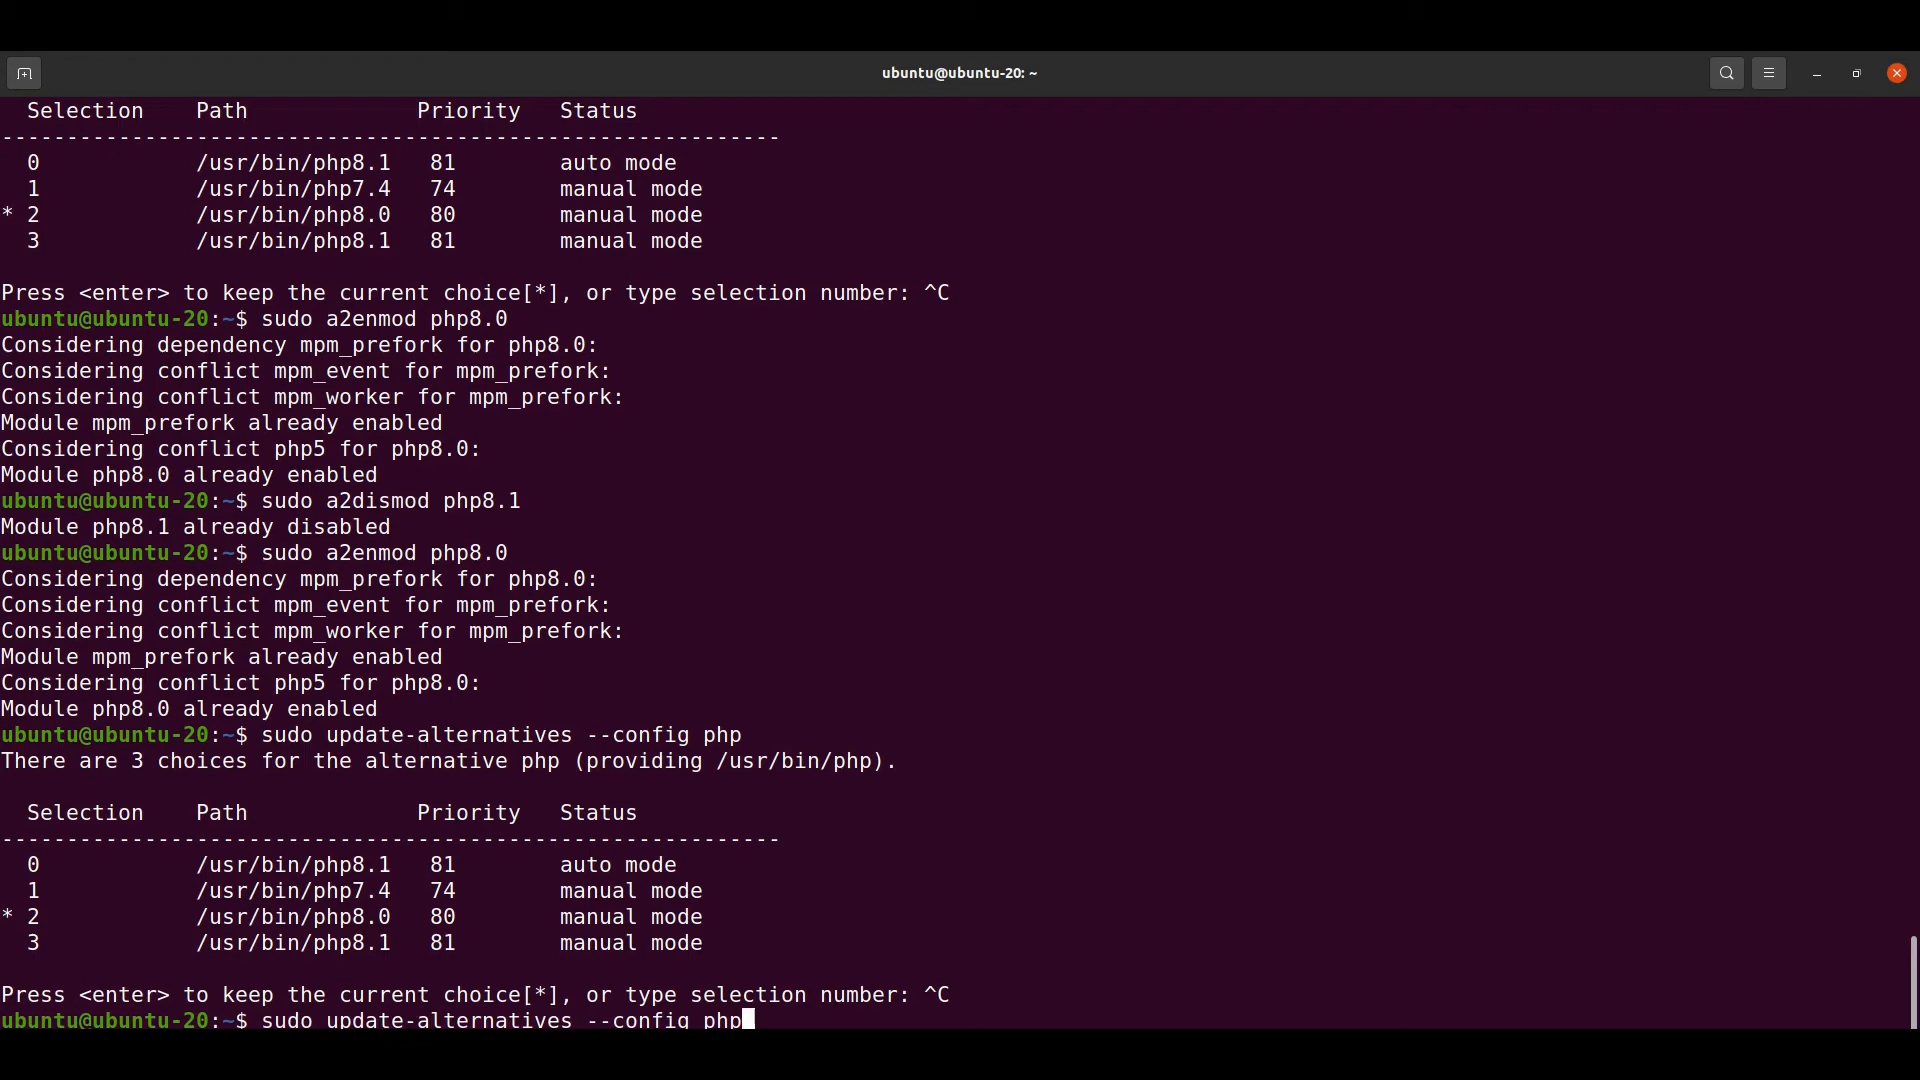 ubuntu@ubuntu-20: ~
  Selection    Path             Priority   Status
------------------------------------------------------------
  0            /usr/bin/php8.1   81        auto mode
  1            /usr/bin/php7.4   74        manual mode
* 2            /usr/bin/php8.0   80        manual mode
  3            /usr/bin/php8.1   81        manual mode
Press <enter> to keep the current choice[*], or type selection number: ^C
ubuntu@ubuntu-20:~$ sudo a2enmod php8.0
Considering dependency mpm_prefork for php8.0:
Considering conflict mpm_event for mpm_prefork:
Considering conflict mpm_worker for mpm_prefork:
Module mpm_prefork already enabled
Considering conflict php5 for php8.0:
Module php8.0 already enabled
ubuntu@ubuntu-20:~$ sudo a2dismod php8.1
Module php8.1 already disabled
ubuntu@ubuntu-20:~$ sudo a2enmod php8.0
Considering dependency mpm_prefork for php8.0:
Considering conflict mpm_event for mpm_prefork:
Considering conflict mpm_worker for mpm_prefork:
Module mpm_prefork already enabled
Considering conflict php5 for php8.0:
Module php8.0 already enabled
ubuntu@ubuntu-20:~$ sudo update-alternatives --config php
There are 3 choices for the alternative php (providing /usr/bin/php).
  Selection    Path             Priority   Status
------------------------------------------------------------
  0            /usr/bin/php8.1   81        auto mode
  1            /usr/bin/php7.4   74        manual mode
* 2            /usr/bin/php8.0   80        manual mode
  3            /usr/bin/php8.1   81        manual mode
Press <enter> to keep the current choice[*], or type selection number: ^C
ubuntu@ubuntu-20:~$ sudo update-alternatives --config php